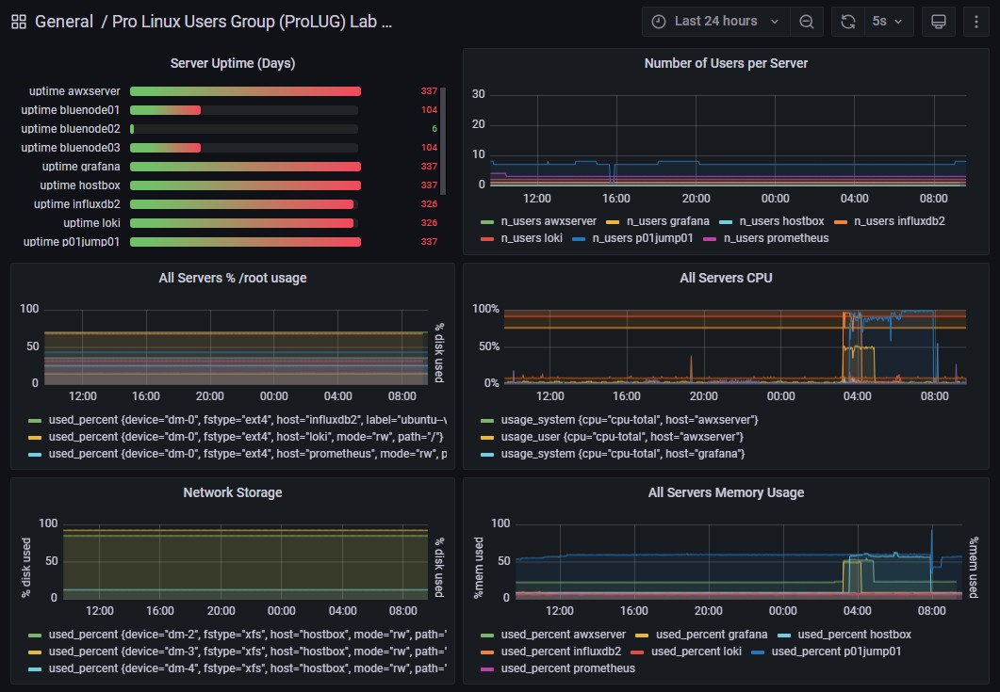 General / Pro Linux Users Group (ProLUG) Lab ...
Last 24 hours
5s
Server Uptime (Days)
uptime awxserver 337
uptime bluenode01 104
uptime bluenode02 6
uptime bluenode03 104
uptime grafana 337
uptime hostbox 337
uptime influxdb2 326
uptime loki 326
uptime p01jump01 337
Number of Users per Server
30
20
10
0
12:00 16:00 20:00 00:00 04:00 08:00
n_users awxserver n_users grafana n_users hostbox n_users influxdb2
n_users loki n_users p01jump01 n_users prometheus
All Servers % /root usage
100
50
0
% disk used
12:00 16:00 20:00 00:00 04:00 08:00
used_percent {device="dm-0", fstype="ext4", host="influxdb2", label="ubuntu--v
used_percent {device="dm-0", fstype="ext4", host="loki", mode="rw", path="/"}
used_percent {device="dm-0", fstype="ext4", host="prometheus", mode="rw", p
All Servers CPU
100%
50%
0%
12:00 16:00 20:00 00:00 04:00 08:00
usage_system {cpu="cpu-total", host="awxserver"}
usage_user {cpu="cpu-total", host="awxserver"}
usage_system {cpu="cpu-total", host="grafana"}
Network Storage
% disk used
100
50
0
% disk used
12:00 16:00 20:00 00:00 04:00 08:00
used_percent {device="dm-2", fstype="xfs", host="hostbox", mode="rw", path="
used_percent {device="dm-3", fstype="xfs", host="hostbox", mode="rw", path="
used_percent {device="dm-4", fstype="xfs", host="hostbox", mode="rw", path="
All Servers Memory Usage
%mem used
100
50
0
%mem used
12:00 16:00 20:00 00:00 04:00 08:00
used_percent awxserver used_percent grafana used_percent hostbox
used_percent influxdb2 used_percent loki used_percent p01jump01
used_percent prometheus